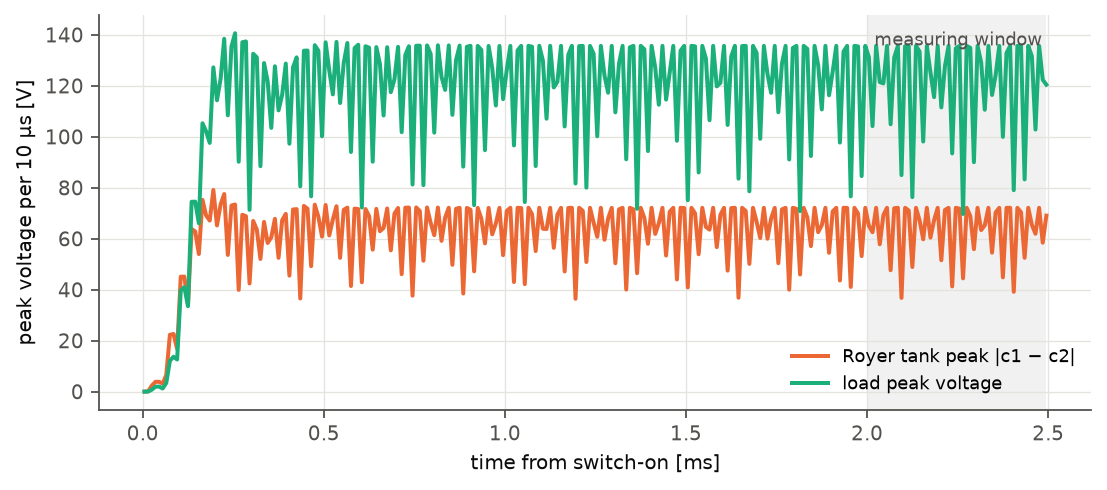 peak voltage per 10 µs [V]
140
120
100
80
60
40
20
0
measuring window
Royer tank peak |c1 − c2|
load peak voltage
0.0 0.5 1.0 1.5 2.0 2.5
time from switch-on [ms]